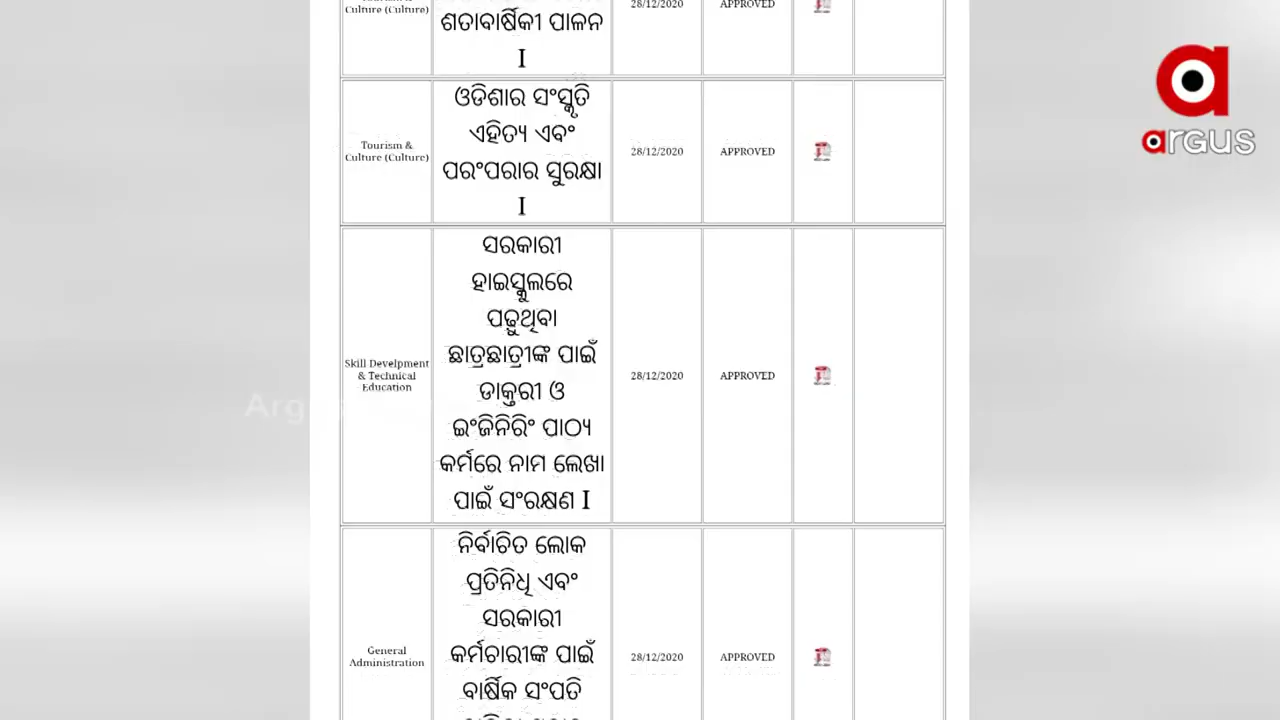 Culture (Culture)
ଶତାବାର୍ଷିକୀ ପାଳନ
I
28/12/2020
APPROVED
Tourism &
Culture (Culture)
ଓଡିଶାର ସଂସ୍କୃତି
ଏହିତ୍ୟ ଏବଂ
ପରଂପରାର ସୁରକ୍ଷା
I
28/12/2020
APPROVED
Skill Develpment
& Technical
Education
ସରକାରୀ
ହାଇସ୍କୁଲରେ
ପଢୁଥିବା
ଛାତ୍ରଛାତ୍ରୀଙ୍କ ପାଇଁ
ଡାକ୍ତରୀ ଓ
ଇଂଜିନିରିଂ ପାଠ୍ୟ
କର୍ମରେ ନାମ ଲେଖା
ପାଇଁ ସଂରକ୍ଷଣ I
28/12/2020
APPROVED
General
Administration
ନିର୍ବାଚିତ ଲୋକ
ପ୍ରତିନିଧି ଏବଂ
ସରକାରୀ
କର୍ମଚାରୀଙ୍କ ପାଇଁ
ବାର୍ଷିକ ସଂପତି
28/12/2020
APPROVED
argus
Arg